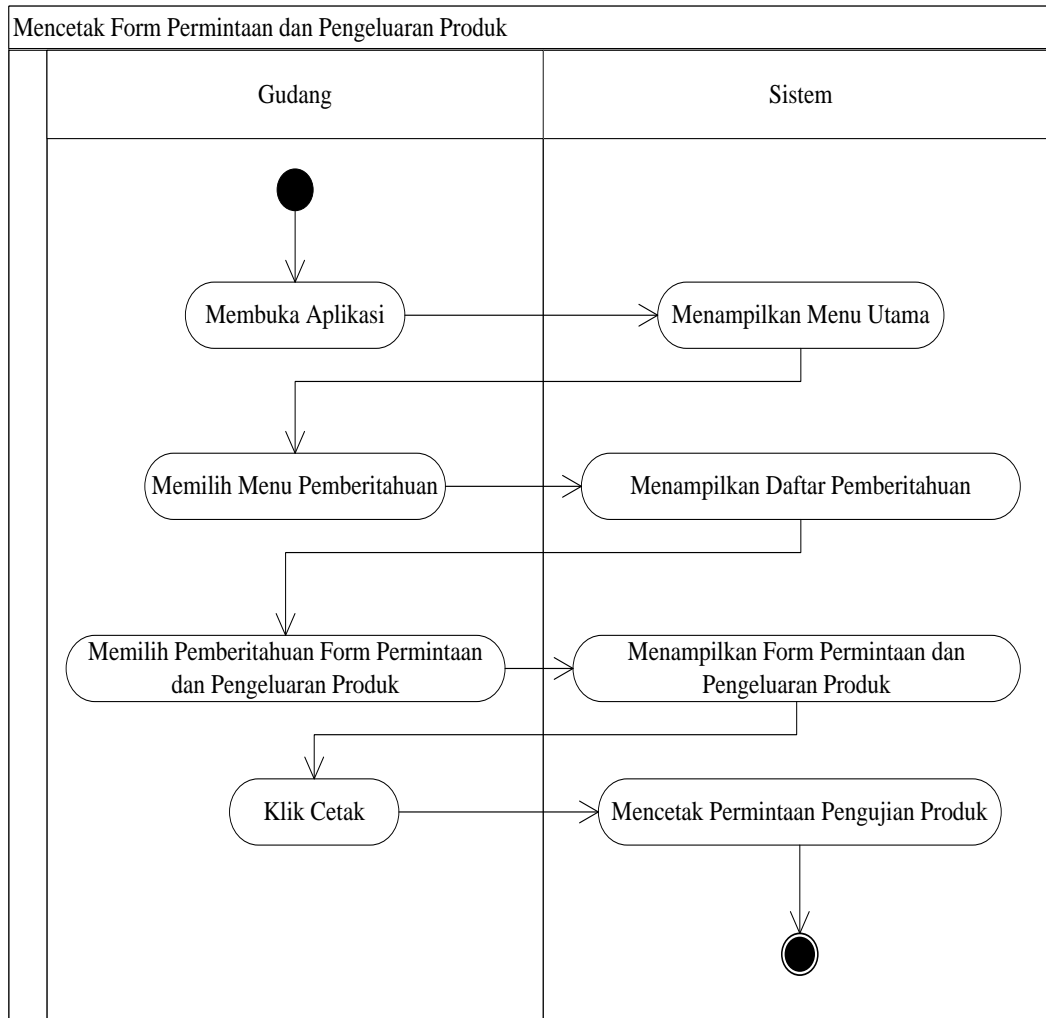 Mencetak Form Permintaan dan Pengeluaran Produk
Gudang
Sistem
Membuka Aplikasi
Menampilkan Menu Utama
Memilih Menu Pemberitahuan
Menampilkan Daftar Pemberitahuan
Memilih Pemberitahuan Form Permintaan
dan Pengeluaran Produk
Menampilkan Form Permintaan dan
Pengeluaran Produk
Klik Cetak
Mencetak Permintaan Pengujian Produk